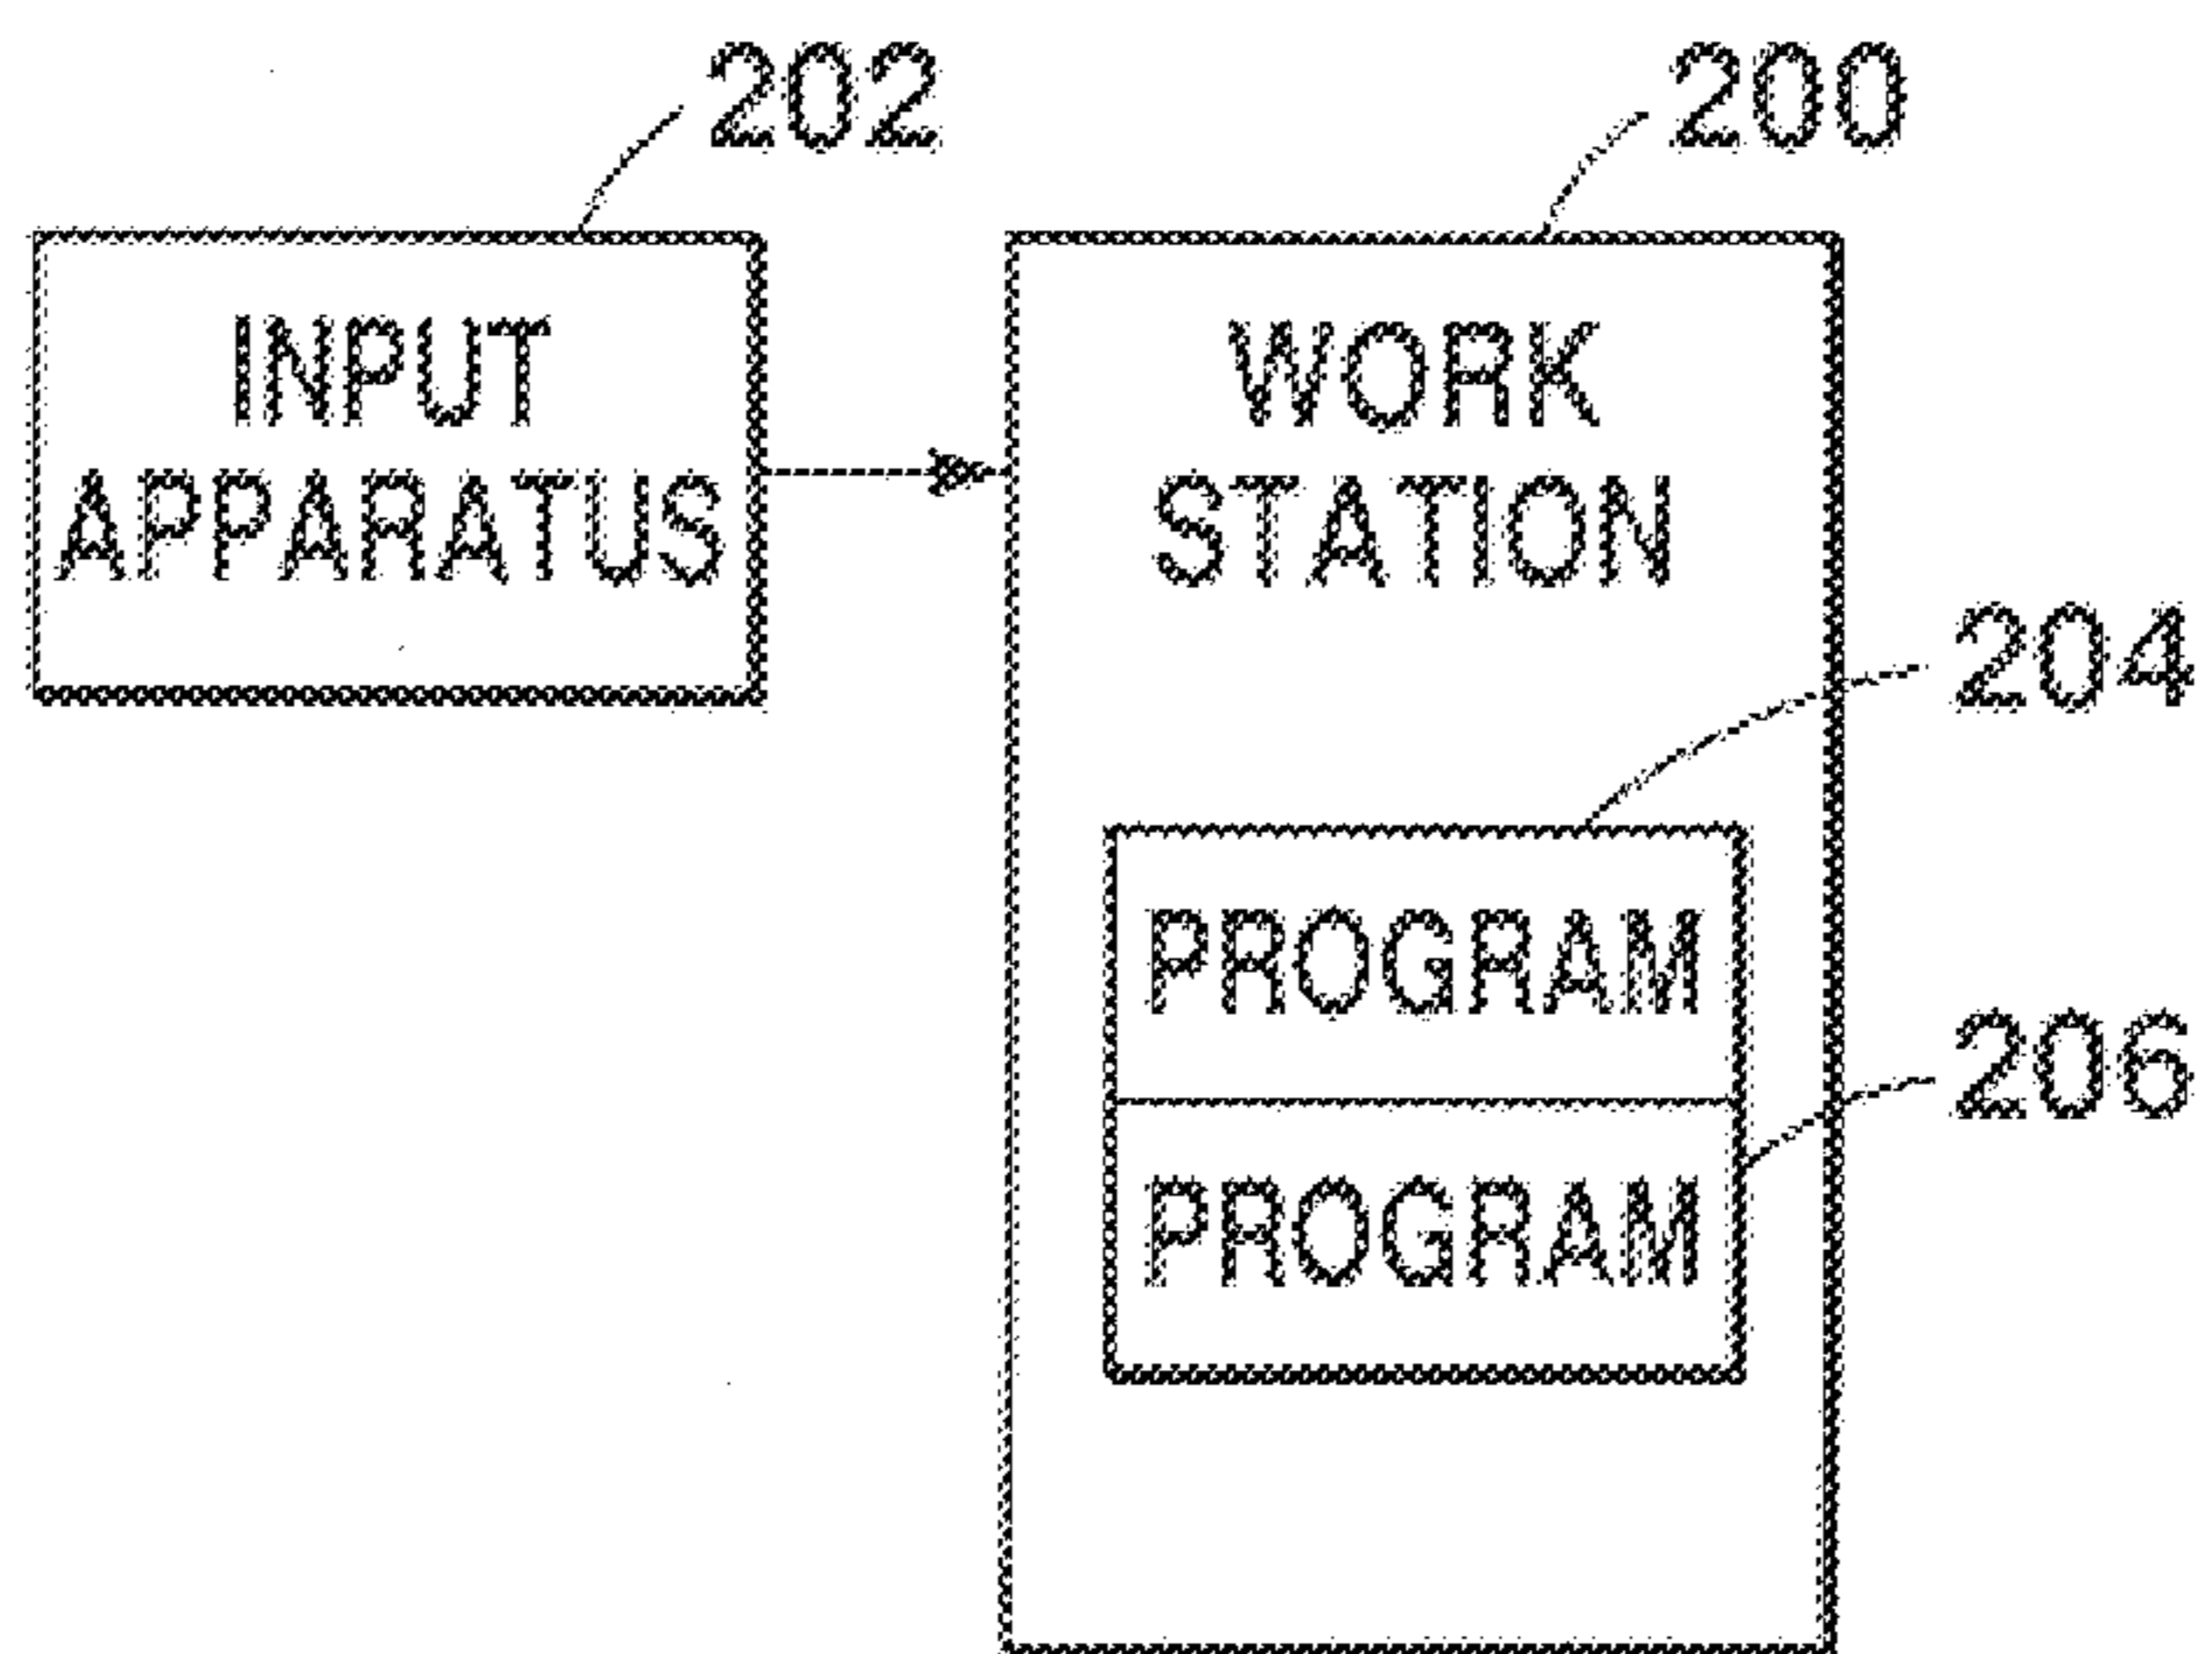 202
200
INPUT
APPARATUS
WORK
STATION
204
PROGRAM
206
PROGRAM